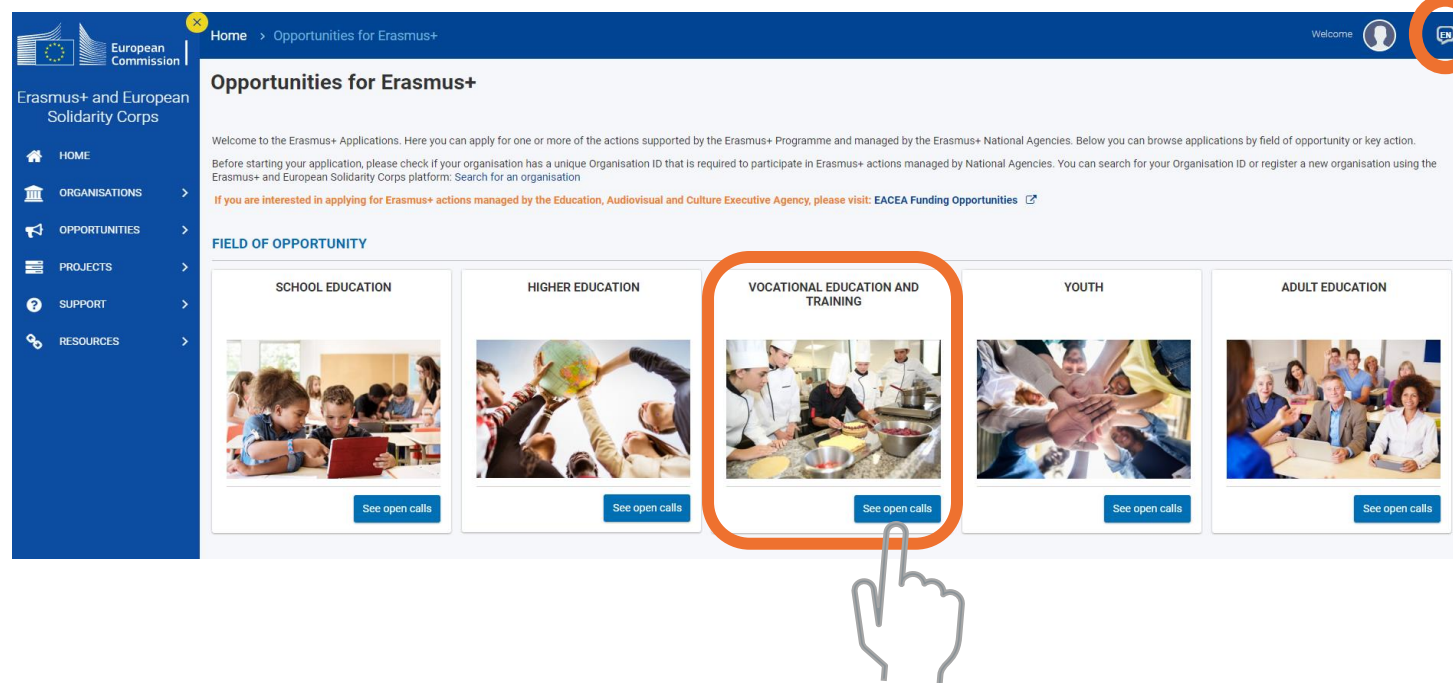 European
Commission
Erasmus+ and European
Solidarity Corps
HOME
ORGANISATIONS
OPPORTUNITIES
PROJECTS
SUPPORT
RESOURCES
Home > Opportunities for Erasmus+
Welcome
EN
Opportunities for Erasmus+
Welcome to the Erasmus+ Applications. Here you can apply for one or more of the actions supported by the Erasmus+ Programme and managed by the Erasmus+ National Agencies. Below you can browse applications by field of opportunity or key action.
Before starting your application, please check if your organisation has a unique Organisation ID that is required to participate in Erasmus+ actions managed by National Agencies. You can search for your Organisation ID or register a new organisation using the
Erasmus+ and European Solidarity Corps platform: Search for an organisation
If you are interested in applying for Erasmus+ actions managed by the Education, Audiovisual and Culture Executive Agency, please visit: EACEA Funding Opportunities
FIELD OF OPPORTUNITY
SCHOOL EDUCATION
See open calls
HIGHER EDUCATION
See open calls
VOCATIONAL EDUCATION AND
TRAINING
See open calls
YOUTH
See open calls
ADULT EDUCATION
See open calls